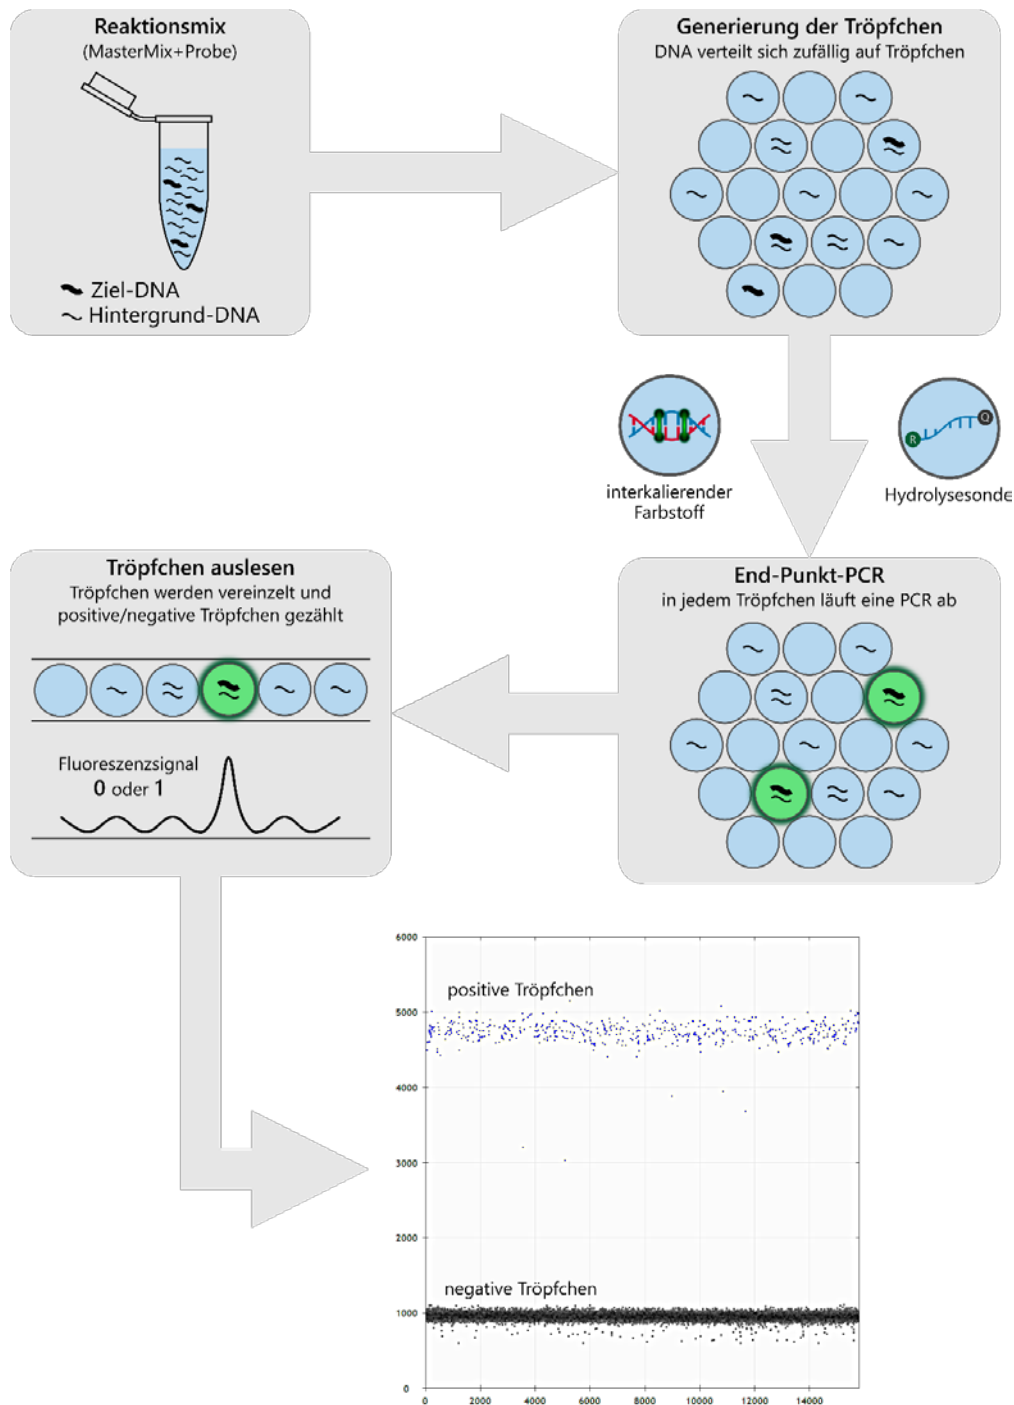 Reaktionsmix
(MasterMix+Probe)
Ziel-DNA
Hintergrund-DNA
Generierung der Tröpfchen
DNA verteilt sich zufällig auf Tröpfchen
interkalierender
Farbstoff
R
Q
Hydrolysesonde
End-Punkt-PCR
in jedem Tröpfchen läuft eine PCR ab
Tröpfchen auslesen
Tröpfchen werden vereinzelt und
positive/negative Tröpfchen gezählt
Fluoreszenzsignal
0 oder 1
6000
positive Tröpfchen
5000
4000
3000
2000
negative Tröpfchen
1000
0
0 2000 4000 6000 8000 10000 12000 14000